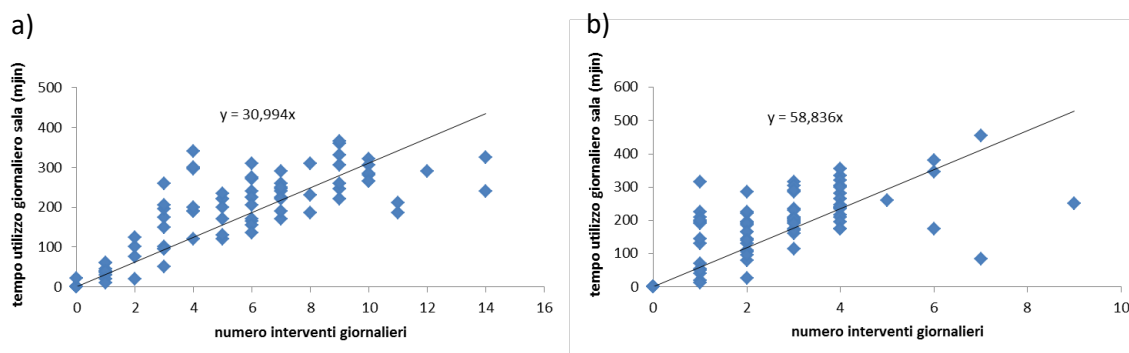 a)
tempo utilizzo giornaliero sala (mjin)
500
400
300
200
100
0
y = 30,994x
0 2 4 6 8 10 12 14 16
numero interventi giornalieri
b)
tempo utilizzo giornaliero sala (mjin)
600
500
400
300
200
100
0
y = 58,836x
0 2 4 6 8 10
numero interventi giornalieri